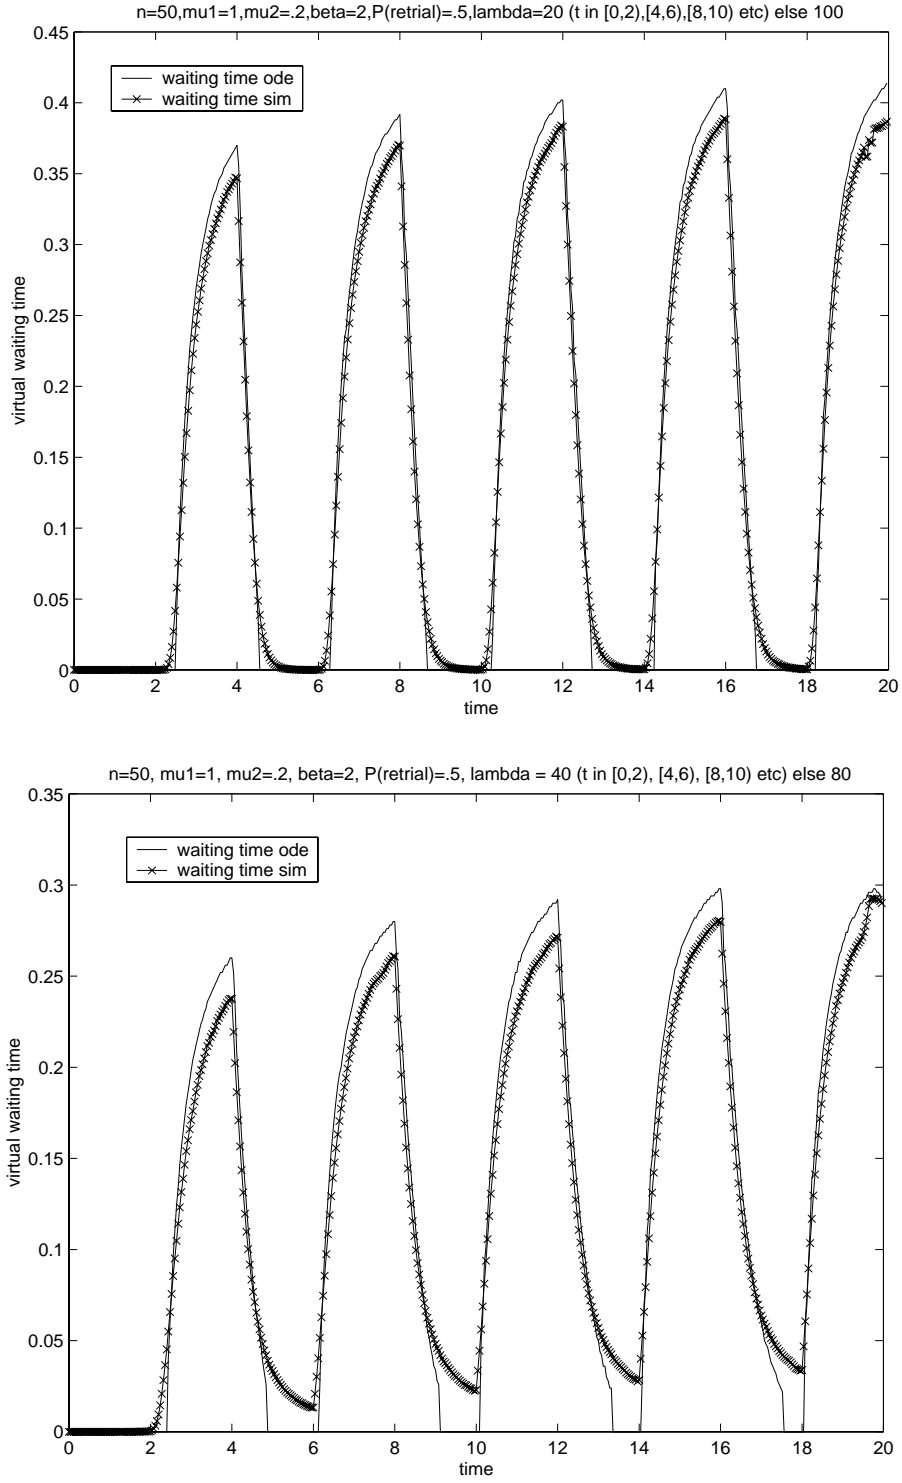 n=50,mu1=1,mu2=.2,beta=2,P(retrial)=.5,lambda=20 (t in [0,2),[4,6),[8,10) etc) else 100
0.45
0.4
0.35
0.3
0.25
0.2
0.15
0.1
0.05
0
virtual waiting time
waiting time ode
waiting time sim
0 2 4 6 8 10 12 14 16 18 20
time
n=50, mu1=1, mu2=.2, beta=2, P(retrial)=.5, lambda = 40 (t in [0,2), [4,6), [8,10) etc) else 80
0.35
0.3
0.25
0.2
0.15
0.1
0.05
0
virtual waiting time
waiting time ode
waiting time sim
0 2 4 6 8 10 12 14 16 18 20
time